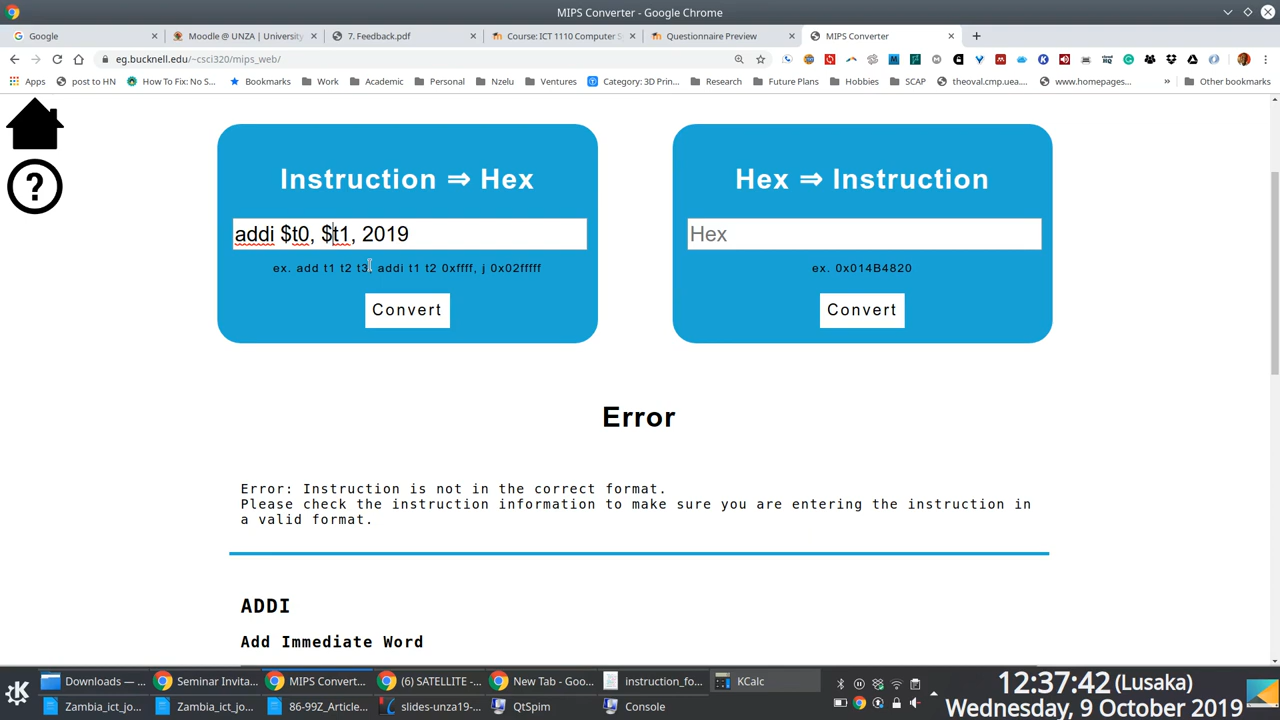 MIPS Converter - Google Chrome
Google
Moodle @ UNZA | University
7. Feedback.pdf
Course: ICT 1110 Computer S
Questionnaire Preview
MIPS Converter
eg.bucknell.edu/~csci320/mips_web/
Apps
post to HN
How To Fix: No S...
Bookmarks
Work
Academic
Personal
Nzelu
Ventures
Category: 3D Prin...
Research
Future Plans
Hobbies
SCAP
theoval.cmp.uea....
www.homepages...
»
Other bookmarks
?
Instruction ⇒ Hex
addi $t0, $t1, 2019
ex. add t1 t2 t3, addi t1 t2 0xffff, j 0x02fffff
Convert
Hex ⇒ Instruction
Hex
ex. 0x014B4820
Convert
Error
Error: Instruction is not in the correct format.
Please check the instruction information to make sure you are entering the instruction in
a valid format.
ADDI
Add Immediate Word
Downloads — ...
Seminar Invita...
MIPS Convert...
(6) SATELLITE -...
New Tab - Goo...
instruction_fo...
KCalc
Zambia_ict_jo...
Zambia_ict_jo...
86-99Z_Article...
slides-unza19-...
QtSpim
Console
12:37:42 (Lusaka)
Wednesday, 9 October 2019